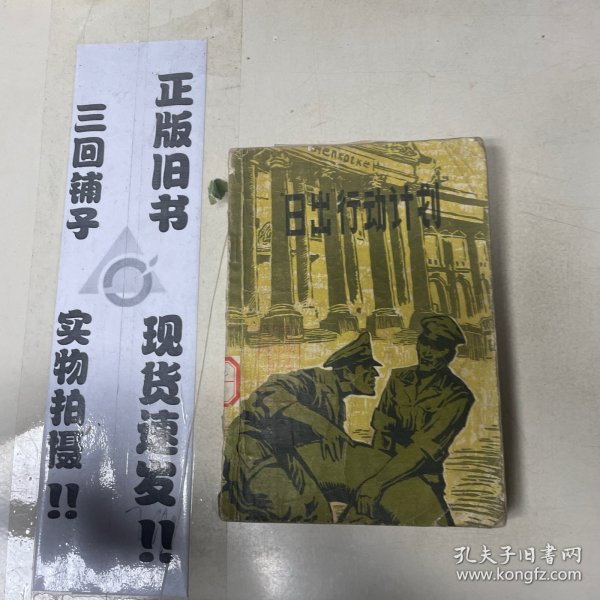 正版旧书
三回铺子
现货速发!!
实物拍摄!!
日出行动计划
孔夫子旧书网
www.kongfz.com